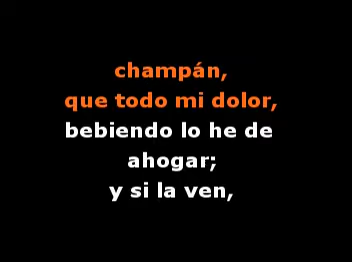 champán,
que todo mi dolor,
bebiendo lo he de
ahogar;
y si la ven,